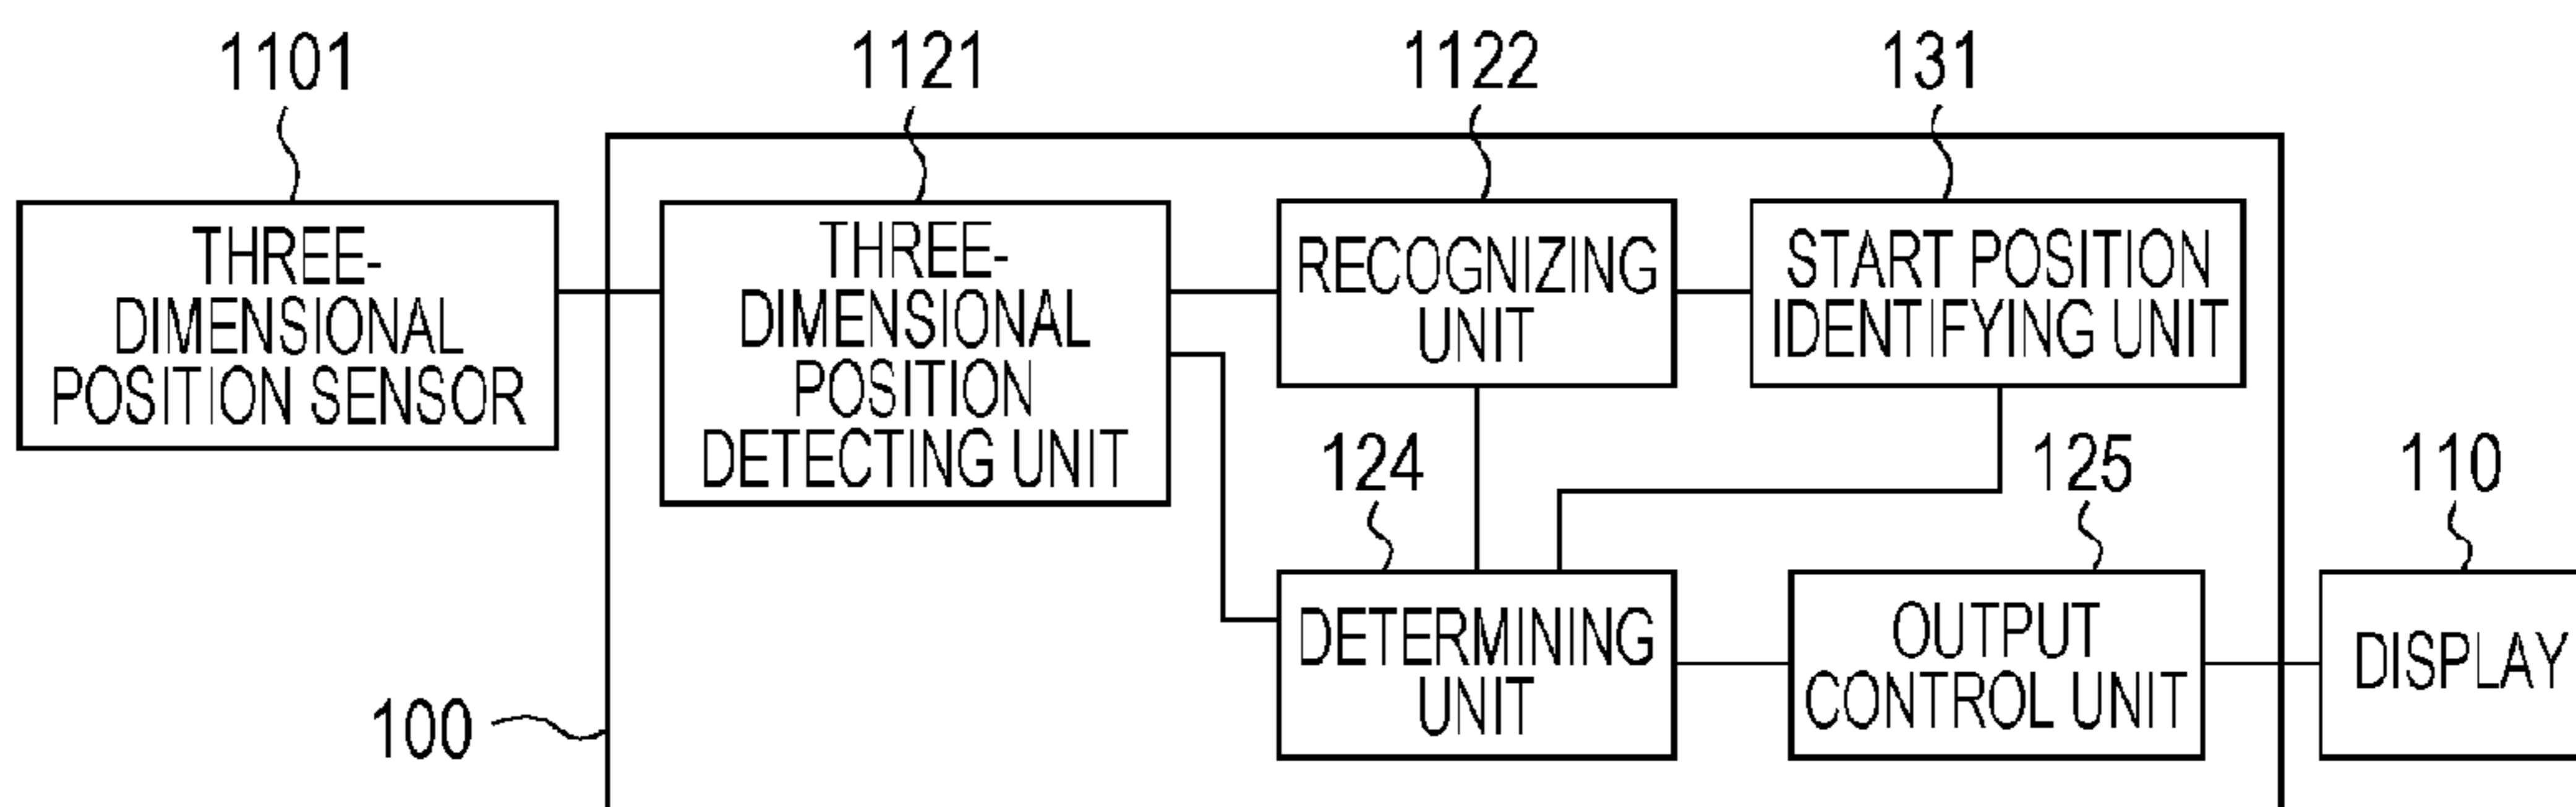 1101
1121
1122
131
THREE-
DIMENSIONAL
POSITION SENSOR
THREE-
DIMENSIONAL
POSITION
DETECTING UNIT
RECOGNIZING
UNIT
START POSITION
IDENTIFYING UNIT
124
125
110
DETERMINING
UNIT
OUTPUT
CONTROL UNIT
DISPLAY
100